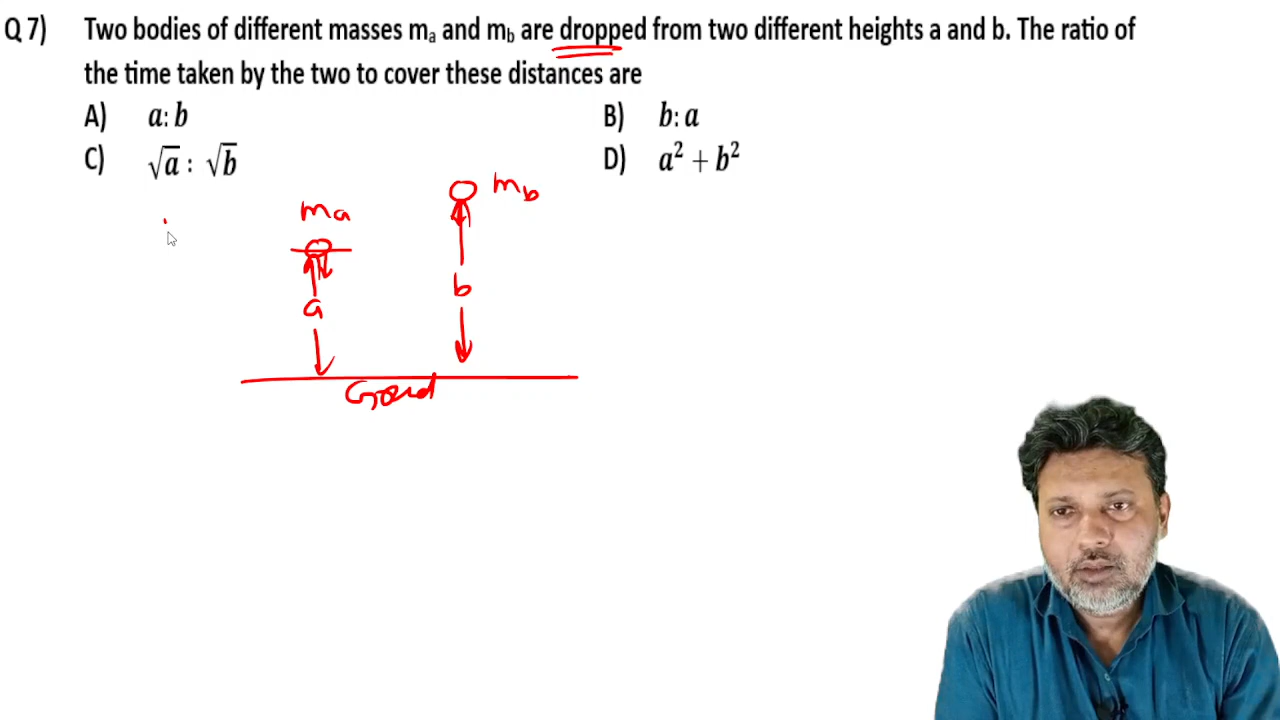 Q 7) Two bodies of different masses mₐ and m_b are dropped from two different heights a and b. The ratio of
the time taken by the two to cover these distances are
A) a: b B) b: a
C) √a : √b D) a² + b²
m_b
mₐ
b
a